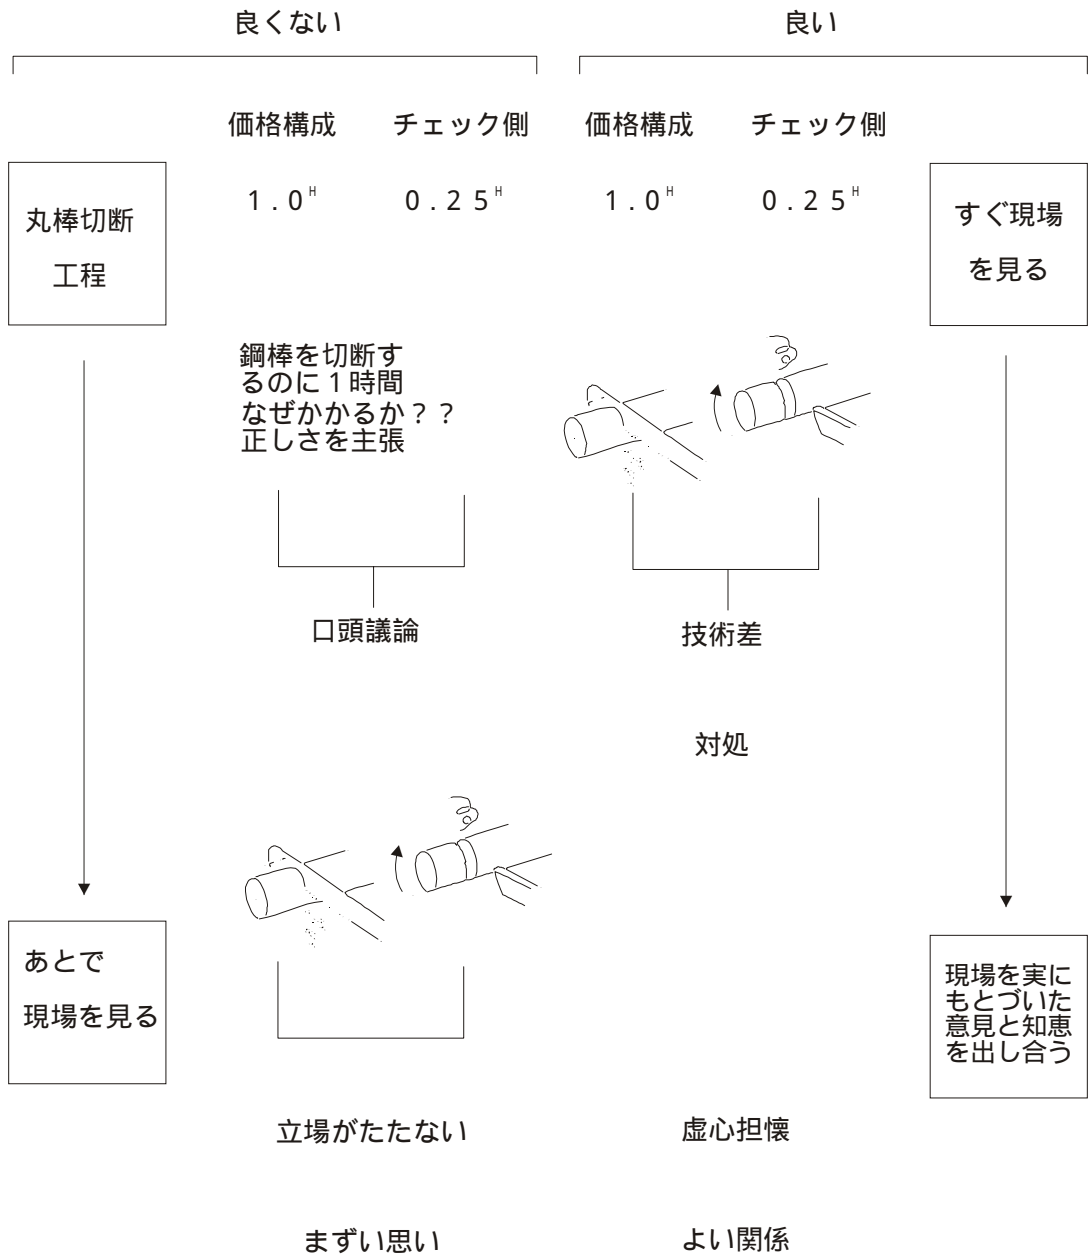 良くない
良い
価格構成
チェック側
価格構成
チェック側
丸棒切断
工程
1.0H
0.25H
1.0H
0.25H
すぐ現場
を見る
鋼棒を切断す
るのに1時間
なぜかかるか??
正しさを主張
口頭議論
技術差
対処
あとで
現場を見る
現場を実に
もとづいた
意見と知恵
を出し合う
立場がたたない
虚心担懐
まずい思い
よい関係